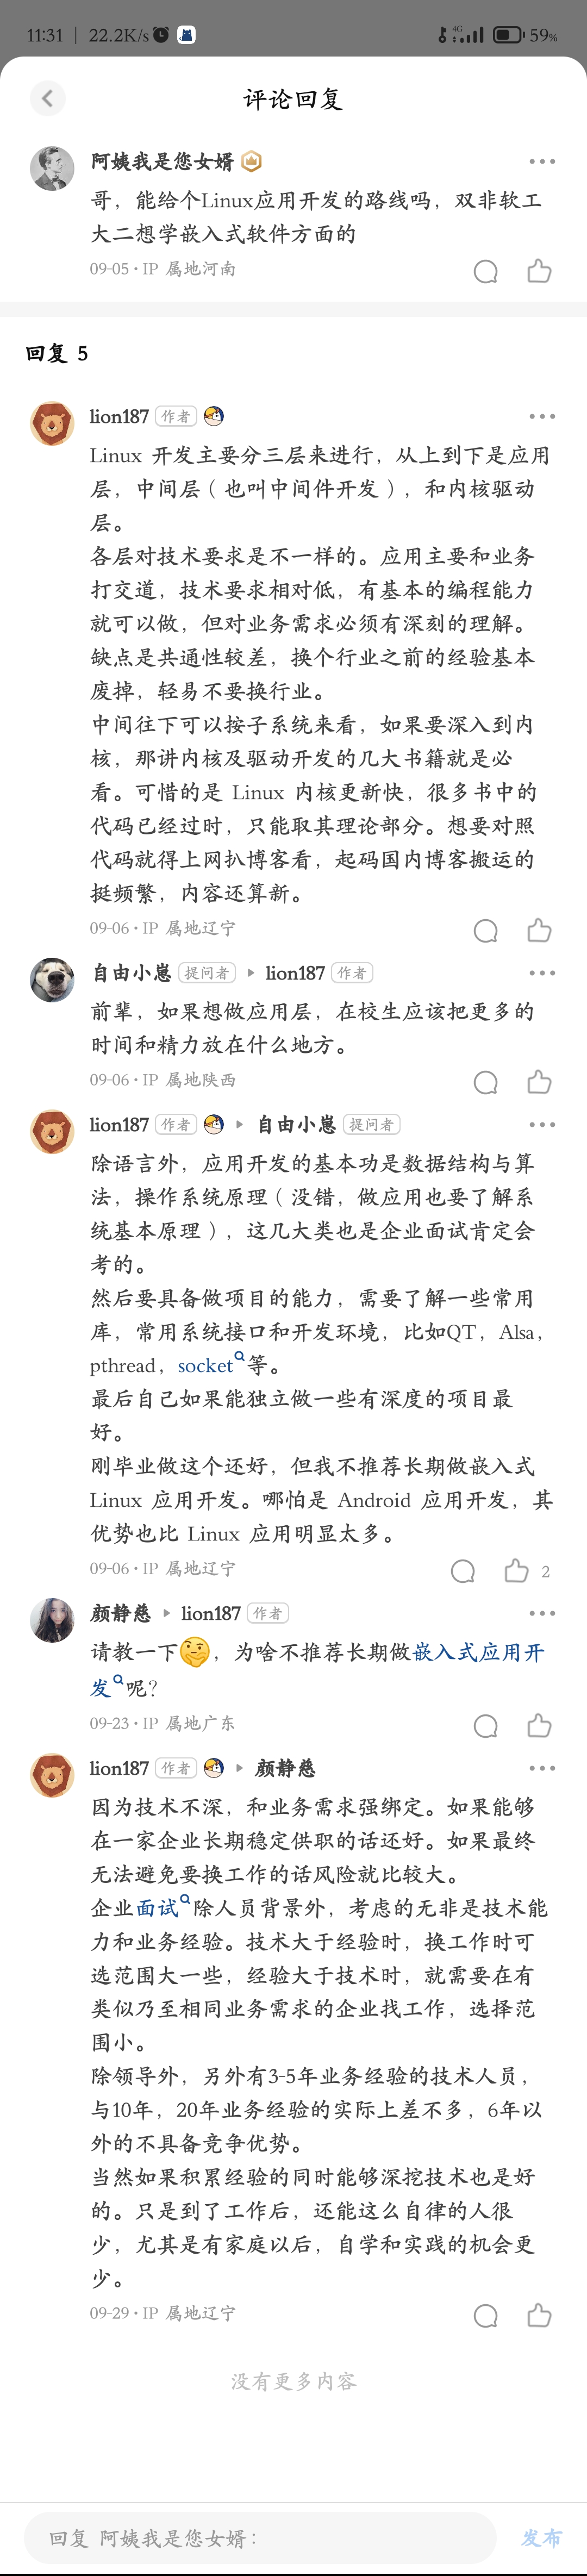 11:31 | 22.2K/s 4G 59%
评论回复
阿姨我是您女婿
哥，能给个Linux应用开发的路线吗，双非软工
大二想学嵌入式软件方面的
09-05 · IP 属地河南
回复 5
lion187 作者
Linux 开发主要分三层来进行，从上到下是应用
层，中间层（也叫中间件开发），和内核驱动
层。
各层对技术要求是不一样的。应用主要和业务
打交道，技术要求相对低，有基本的编程能力
就可以做，但对业务需求必须有深刻的理解。
缺点是共通性较差，换个行业之前的经验基本
废掉，轻易不要换行业。
中间往下可以按子系统来看，如果要深入到内
核，那讲内核及驱动开发的几大书籍就是必
看。可惜的是 Linux 内核更新快，很多书中的
代码已经过时，只能取其理论部分。想要对照
代码就得上网扒博客看，起码国内博客搬运的
挺频繁，内容还算新。
09-06 · IP 属地辽宁
自由小崽 提问者 ▸ lion187 作者
前辈，如果想做应用层，在校生应该把更多的
时间和精力放在什么地方。
09-06 · IP 属地陕西
lion187 作者 ▸ 自由小崽 提问者
除语言外，应用开发的基本功是数据结构与算
法，操作系统原理（没错，做应用也要了解系
统基本原理），这几大类也是企业面试肯定会
考的。
然后要具备做项目的能力，需要了解一些常用
库，常用系统接口和开发环境，比如QT，Alsa，
pthread，socket等。
最后自己如果能独立做一些有深度的项目最
好。
刚毕业做这个还好，但我不推荐长期做嵌入式
Linux 应用开发。哪怕是 Android 应用开发，其
优势也比 Linux 应用明显太多。
09-06 · IP 属地辽宁 2
颜静慈 ▸ lion187 作者
请教一下🤔，为啥不推荐长期做嵌入式应用开
发呢？
09-23 · IP 属地广东
lion187 作者 ▸ 颜静慈
因为技术不深，和业务需求强绑定。如果能够
在一家企业长期稳定供职的话还好。如果最终
无法避免要换工作的话风险就比较大。
企业面试除人员背景外，考虑的无非是技术能
力和业务经验。技术大于经验时，换工作时可
选范围大一些，经验大于技术时，就需要在有
类似乃至相同业务需求的企业找工作，选择范
围小。
除领导外，另外有3-5年业务经验的技术人员，
与10年，20年业务经验的实际上差不多，6年以
外的不具备竞争优势。
当然如果积累经验的同时能够深挖技术也是好
的。只是到了工作后，还能这么自律的人很
少，尤其是有家庭以后，自学和实践的机会更
少。
09-29 · IP 属地辽宁
没有更多内容
回复 阿姨我是您女婿： 发布